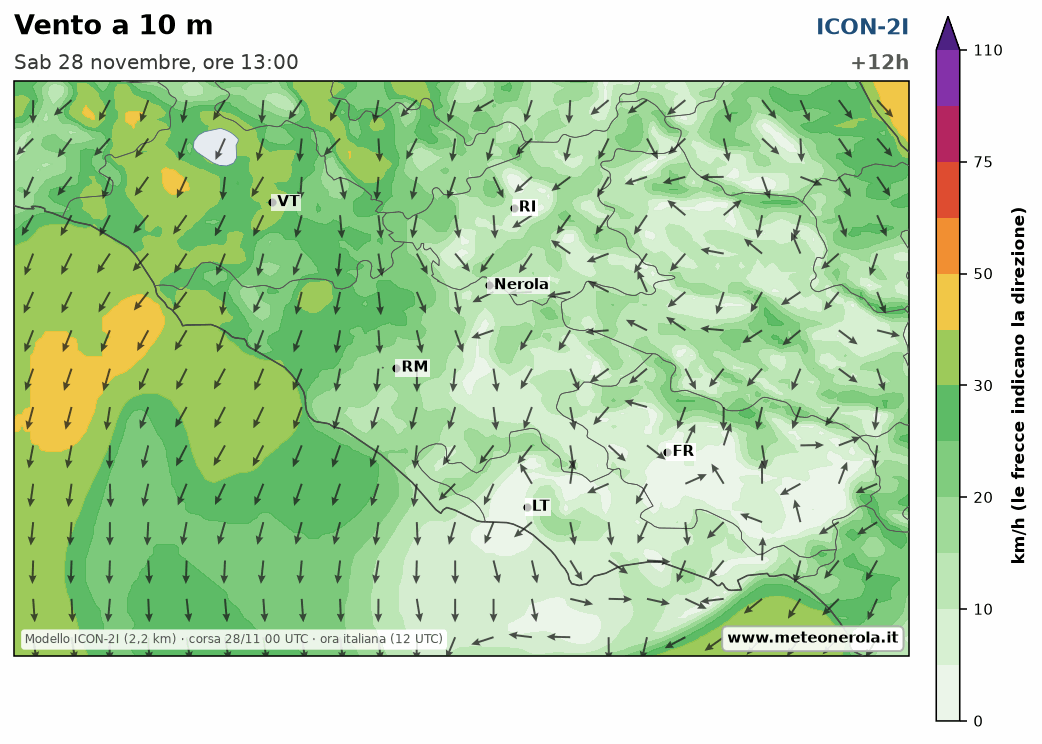 Vento a 10 m
ICON-2I
Sab 28 novembre, ore 13:00
+12h
VT
RI
Nerola
RM
FR
LT
Modello ICON-2I (2,2 km) · corsa 28/11 00 UTC · ora italiana (12 UTC)
www.meteonerola.it
110
75
50
30
20
10
0
km/h (le frecce indicano la direzione)